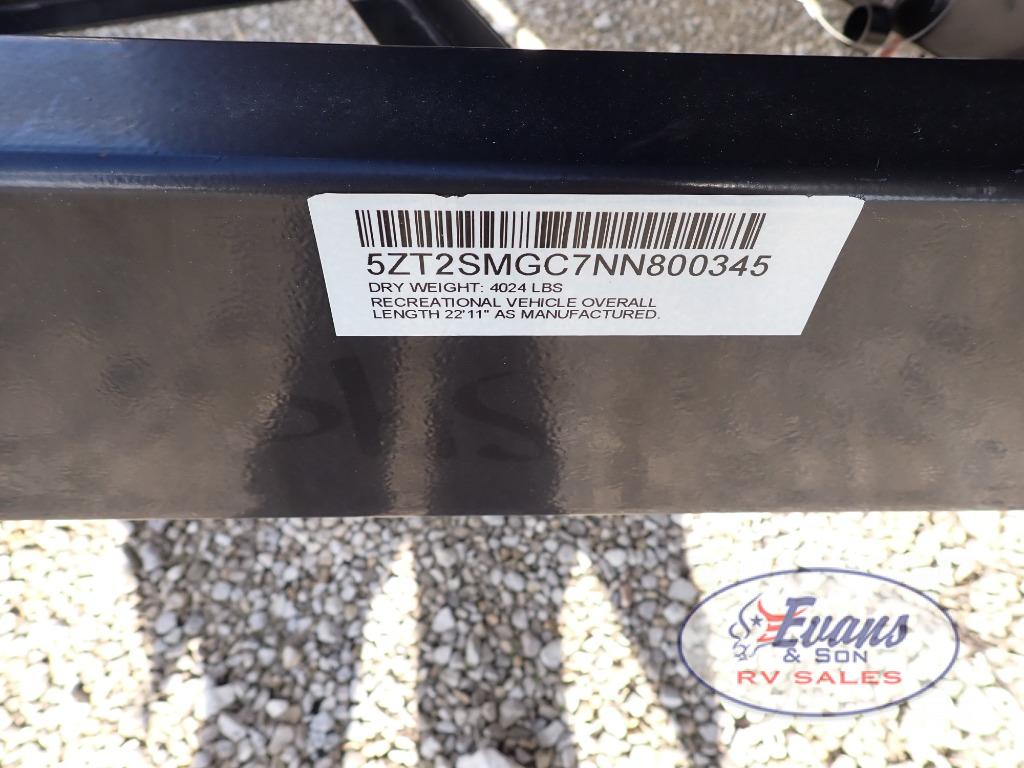 5ZT2SMGC7NN800345
DRY WEIGHT: 4024 LBS
RECREATIONAL VEHICLE OVERALL
LENGTH 22'11" AS MANUFACTURED.
Evans
& SON
RV SALES